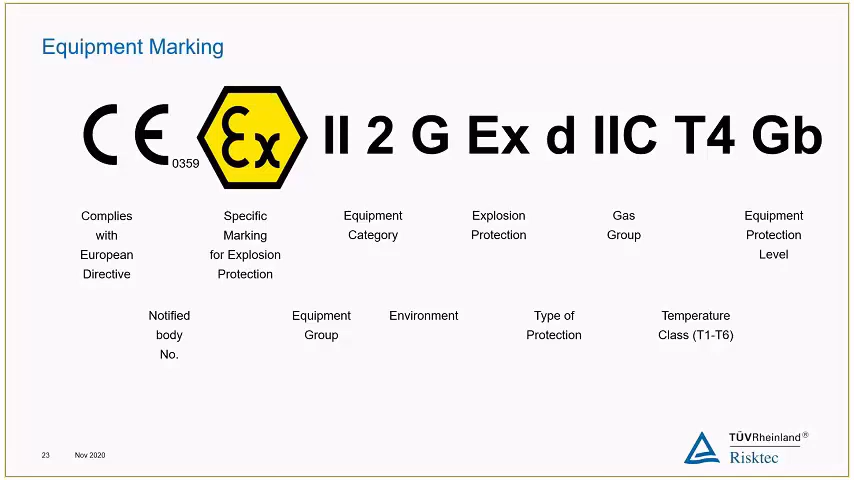 Equipment Marking
CE 0359 Ex II 2 G Ex d IIC T4 Gb
Complies
with
European
Directive
Specific
Marking
for Explosion
Protection
Equipment
Category
Explosion
Protection
Gas
Group
Equipment
Protection
Level
Notified
body
No.
Equipment
Group
Environment
Type of
Protection
Temperature
Class (T1-T6)
23 Nov 2020
TÜVRheinland®
Risktec